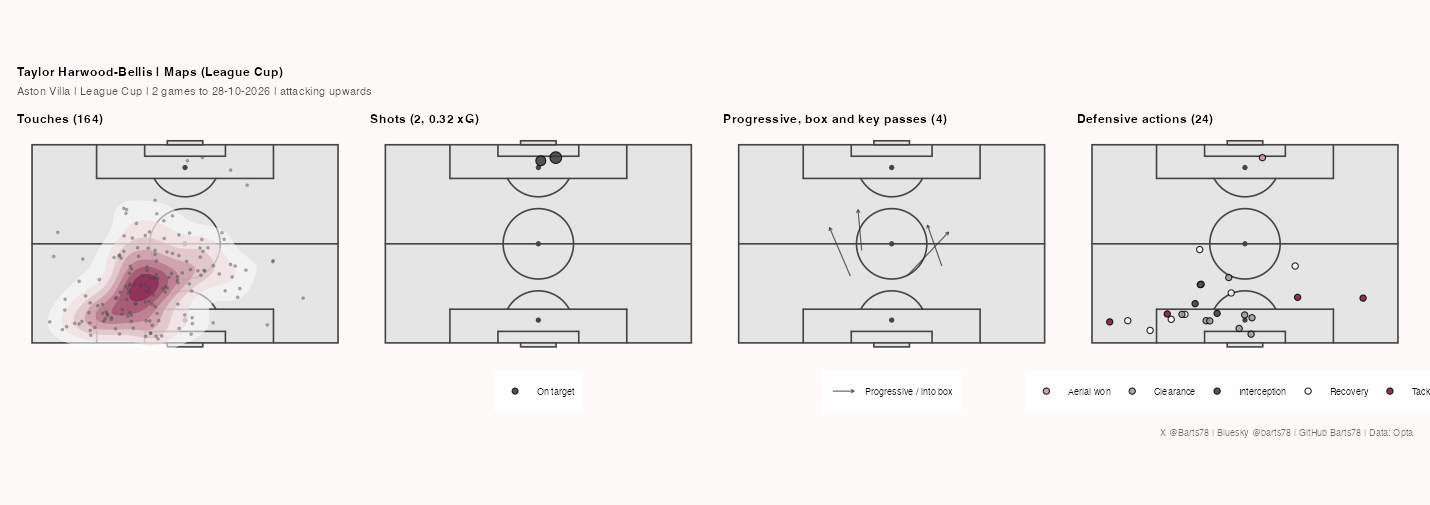 Taylor Harwood-Bellis | Maps (League Cup)
Aston Villa | League Cup | 2 games to 28-10-2026 | attacking upwards
Touches (164)
Shots (2, 0.32 xG)
Progressive, box and key passes (4)
Defensive actions (24)
On target
Progressive / into box
Aerial won
Clearance
Interception
Recovery
Tack
X @Barts78 | Bluesky @barts78 | GitHub Barts78 | Data: Opta